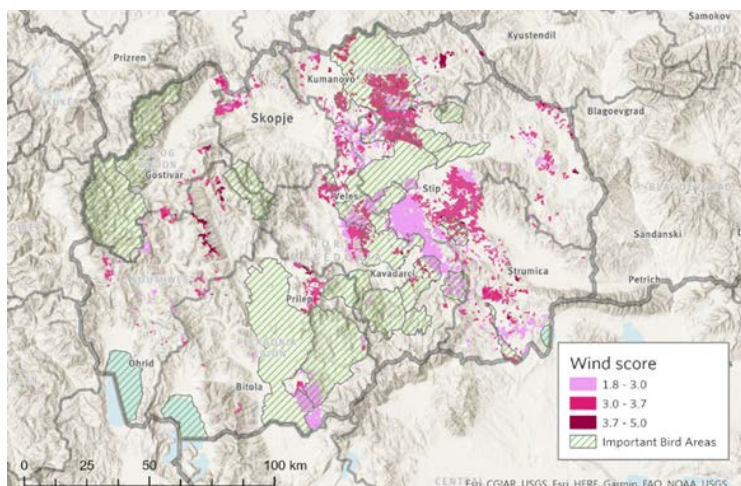 Samokov
Kyustendil
Prizren
Kumanovo
Blagoevgrad
Skopje
Gostivar
Veles
Stip
Sandanski
Kavadarci
Strumica
Petrich
Prilep
Ohrid
Bitola
Wind score
1.8 - 3.0
3.0 - 3.7
3.7 - 5.0
Important Bird Areas
0 25 50 100 km
Esri, CGIAR, USGS, Esri, HERE, Garmin, FAO, NOAA, USGS